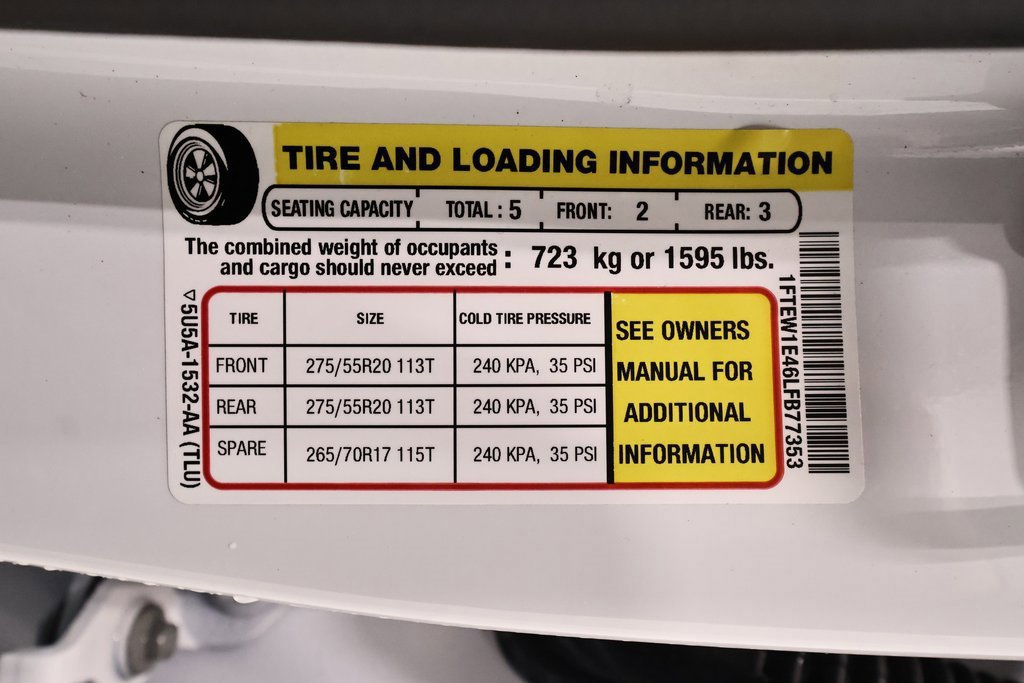 TIRE AND LOADING INFORMATION
SEATING CAPACITY TOTAL : 5 FRONT: 2 REAR: 3
The combined weight of occupants
and cargo should never exceed : 723 kg or 1595 lbs.
TIRE SIZE COLD TIRE PRESSURE
FRONT 275/55R20 113T 240 KPA, 35 PSI
REAR 275/55R20 113T 240 KPA, 35 PSI
SPARE 265/70R17 115T 240 KPA, 35 PSI
SEE OWNERS
MANUAL FOR
ADDITIONAL
INFORMATION
5U5A-1532-AA (TLU)
1FTEW1E46LFB77353